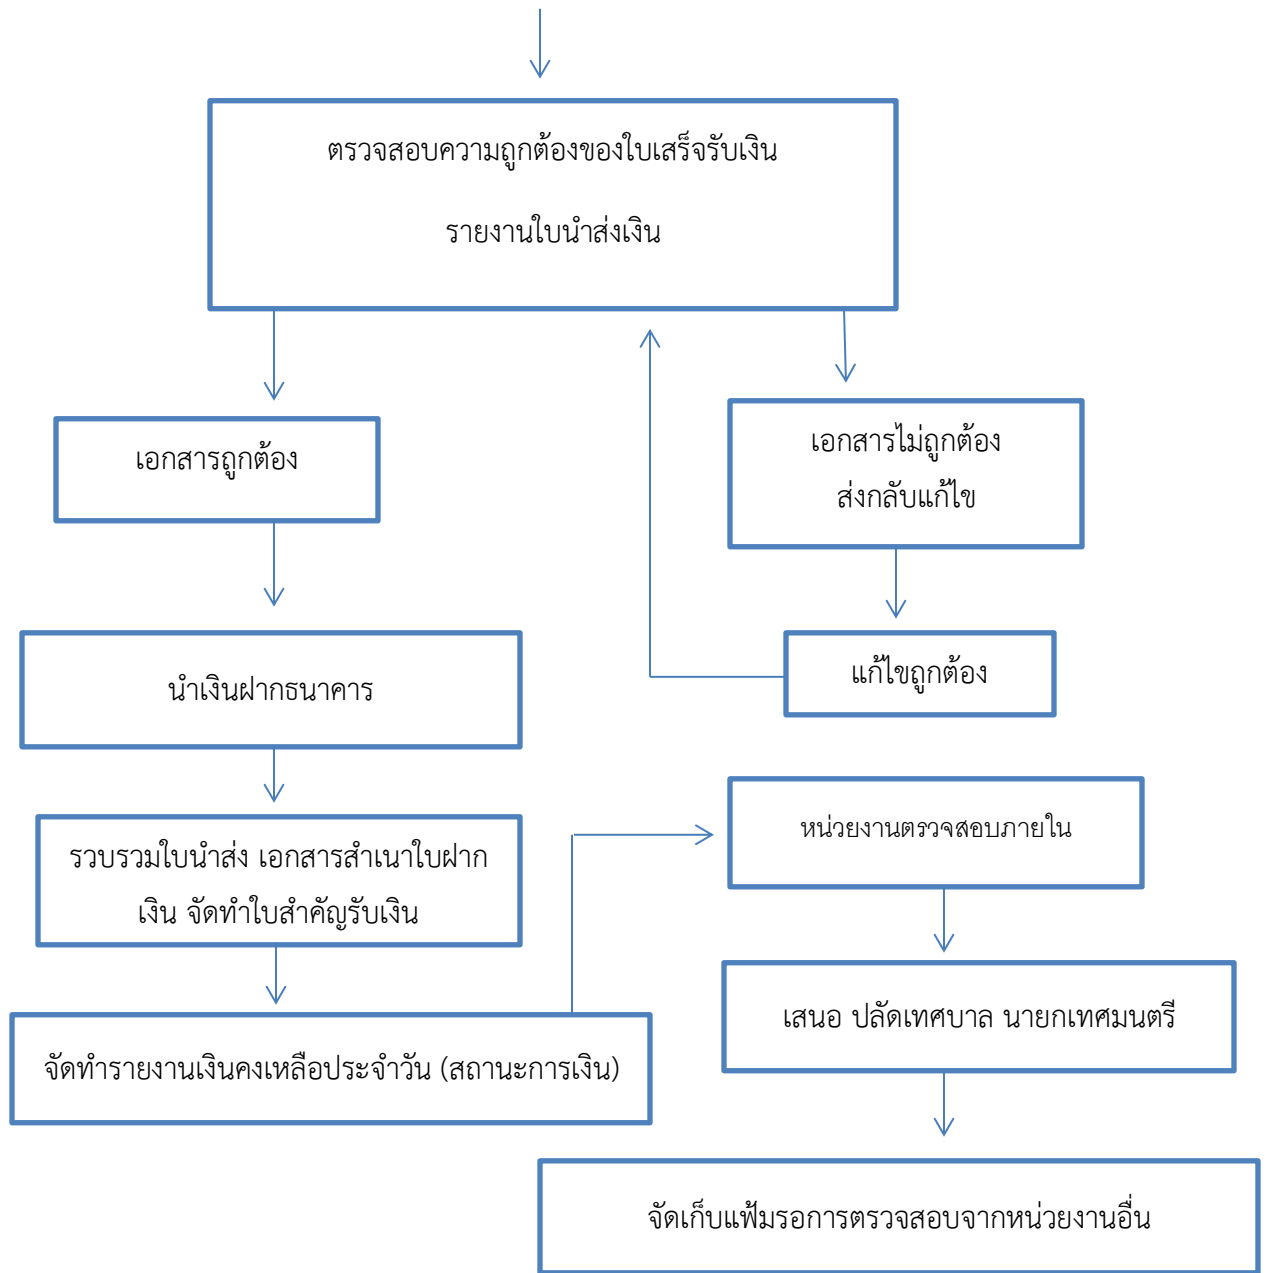 ตรวจสอบความถูกต้องของใบเสร็จรับเงิน
รายงานใบนำส่งเงิน
เอกสารถูกต้อง
เอกสารไม่ถูกต้อง
ส่งกลับแก้ไข
นำเงินฝากธนาคาร
แก้ไขถูกต้อง
รวบรวมใบนำส่ง เอกสารสำเนาใบฝาก
เงิน จัดทำใบสำคัญรับเงิน
จัดทำรายงานเงินคงเหลือประจำวัน (สถานะการเงิน)
หน่วยงานตรวจสอบภายใน
เสนอ ปลัดเทศบาล นายกเทศมนตรี
จัดเก็บแฟ้มรอการตรวจสอบจากหน่วยงานอื่น